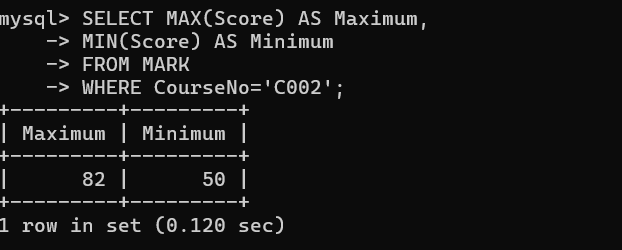 mysql> SELECT MAX(Score) AS Maximum,
    -> MIN(Score) AS Minimum
    -> FROM MARK
    -> WHERE CourseNo='C002';
+---------+---------+
| Maximum | Minimum |
+---------+---------+
|      82 |      50 |
+---------+---------+
1 row in set (0.120 sec)